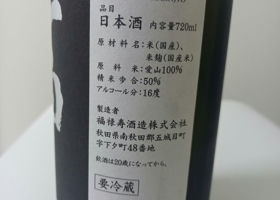 品目
日本酒 内容量720ml
原材料名：米(国産)、
米麹(国産米)
原料米：愛山100%
精米歩合：50%
アルコール分：16度
製造者
福禄寿酒造株式会社
秋田県南秋田郡五城目町
字下夕町48番地
飲酒は20歳になってから。
要冷蔵